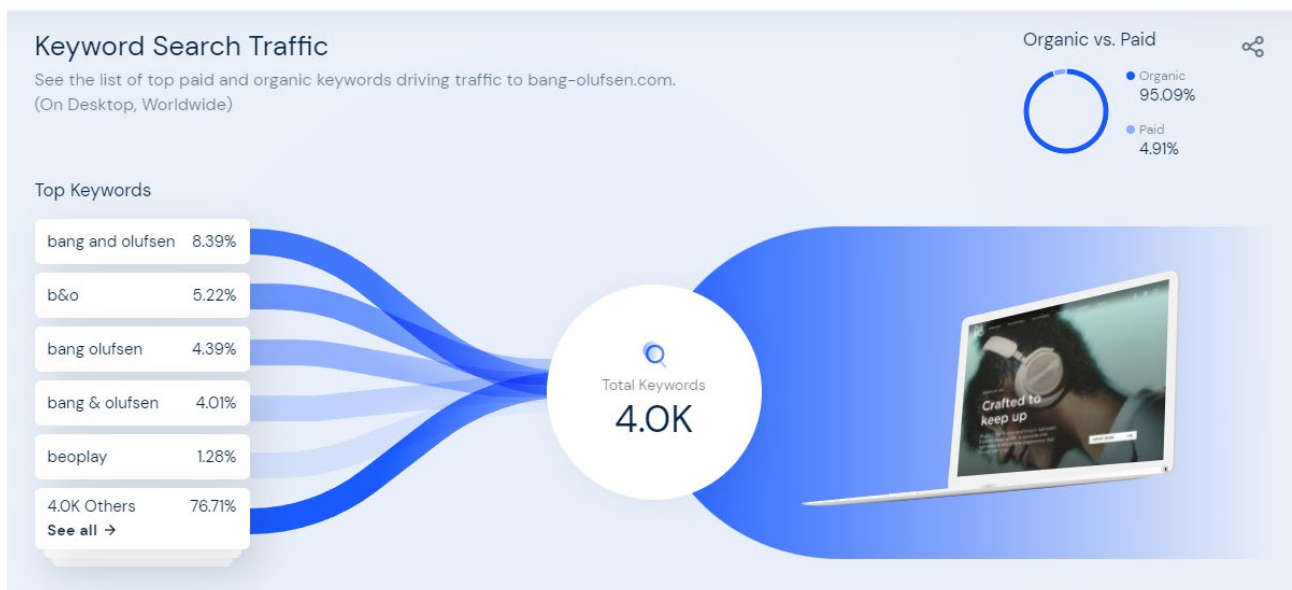 Keyword Search Traffic
See the list of top paid and organic keywords driving traffic to bang-olufsen.com.
(On Desktop, Worldwide)
Organic vs. Paid
Organic
95.09%
Paid
4.91%
Top Keywords
bang and olufsen 8.39%
b&o 5.22%
bang olufsen 4.39%
bang & olufsen 4.01%
beoplay 1.28%
4.0K Others 76.71%
See all →
Total Keywords
4.0K
Crafted to
keep up